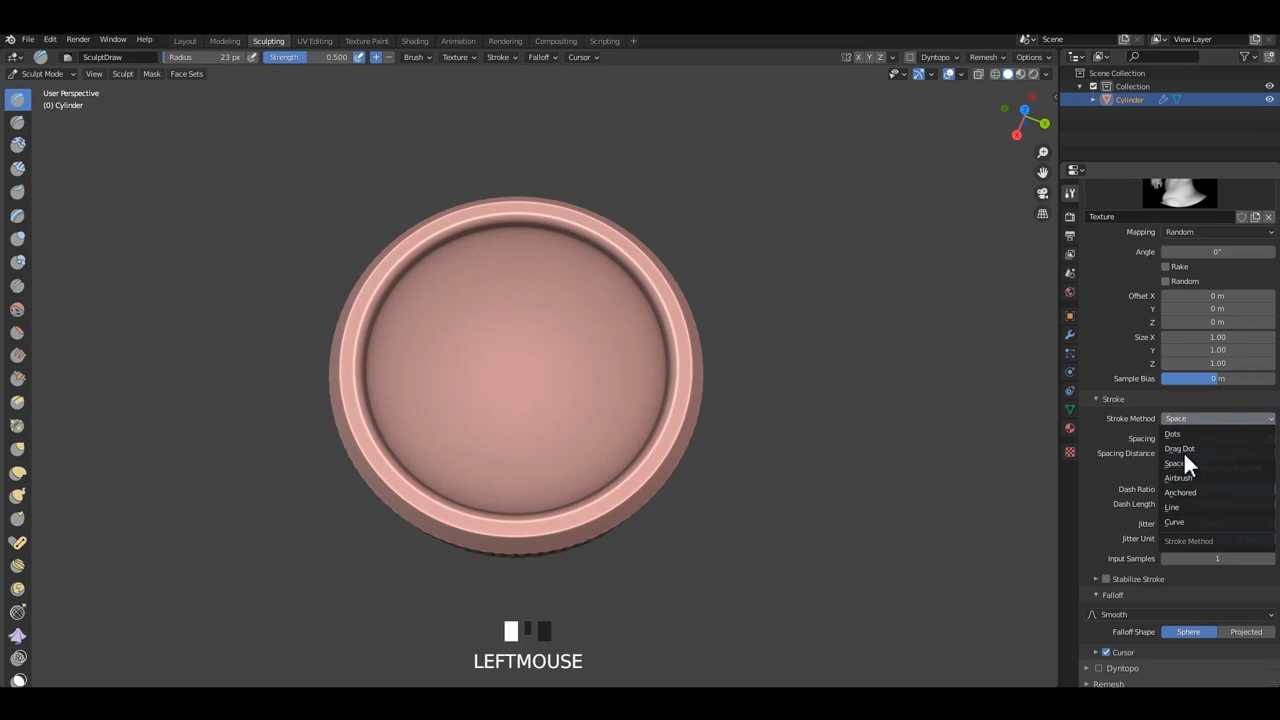 File Edit Render Window Help Layout Modeling Sculpting UV Editing Texture Paint Shading Animation Rendering Compositing Scripting + Scene View Layer
SculptDraw Radius 23 px Strength 0.500 + − Brush Texture Stroke Falloff Cursor X Y Z Dyntopo Remesh Options
Sculpt Mode View Sculpt Mask Face Sets
User Perspective
(0) Cylinder
Z
Y
X
LEFTMOUSE
Scene Collection
Collection
Cylinder
Texture
Mapping Random
Angle 0°
Rake
Random
Offset X 0 m
Y 0 m
Z 0 m
Size X 1.00
Y 1.00
Z 1.00
Sample Bias 0 m
Stroke
Stroke Method Space
Dots
Spacing
Drag Dot
Spacing Distance
Space
Airbrush
Dash Ratio
Anchored
Dash Length
Line
Jitter
Curve
Jitter Unit
Stroke Method
Input Samples 1
Stabilize Stroke
Falloff
Smooth
Falloff Shape Sphere Projected
Cursor
Dyntopo
Remesh